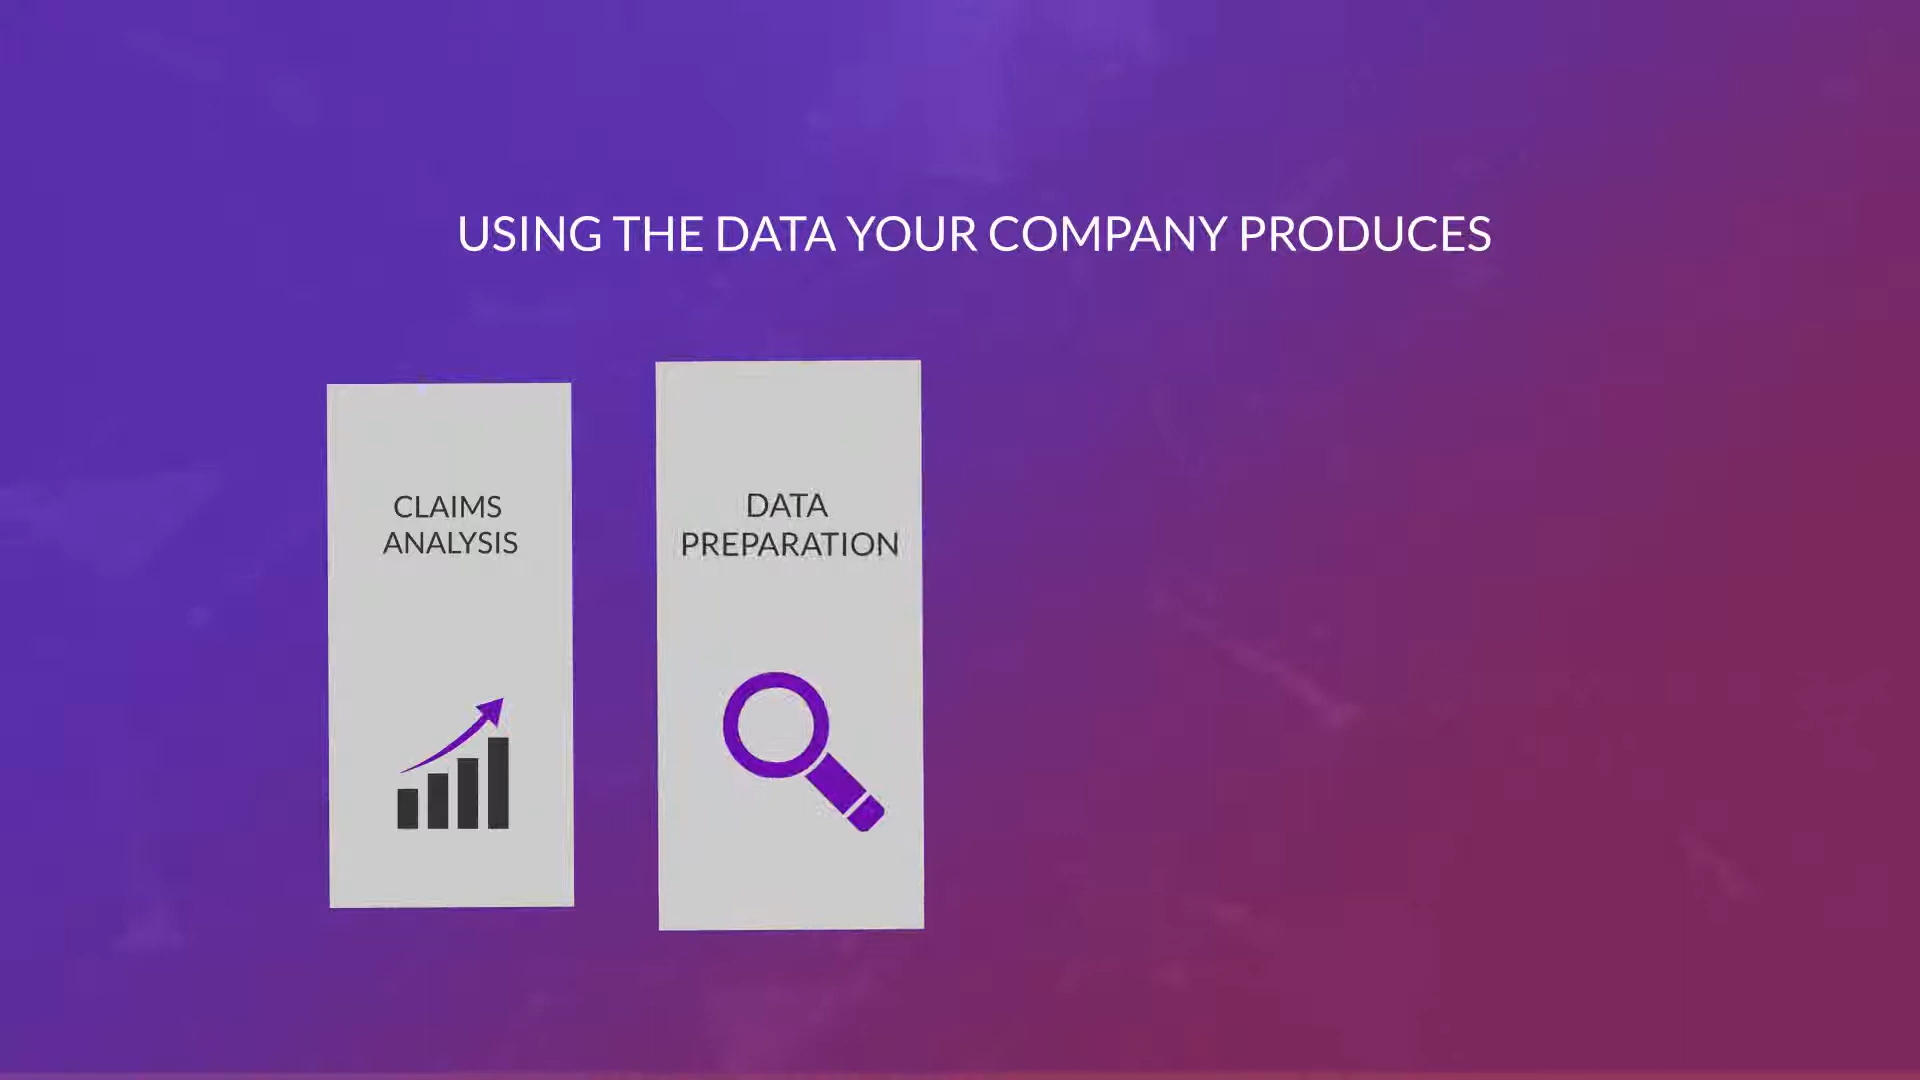 USING THE DATA YOUR COMPANY PRODUCES
CLAIMS
ANALYSIS
DATA
PREPARATION